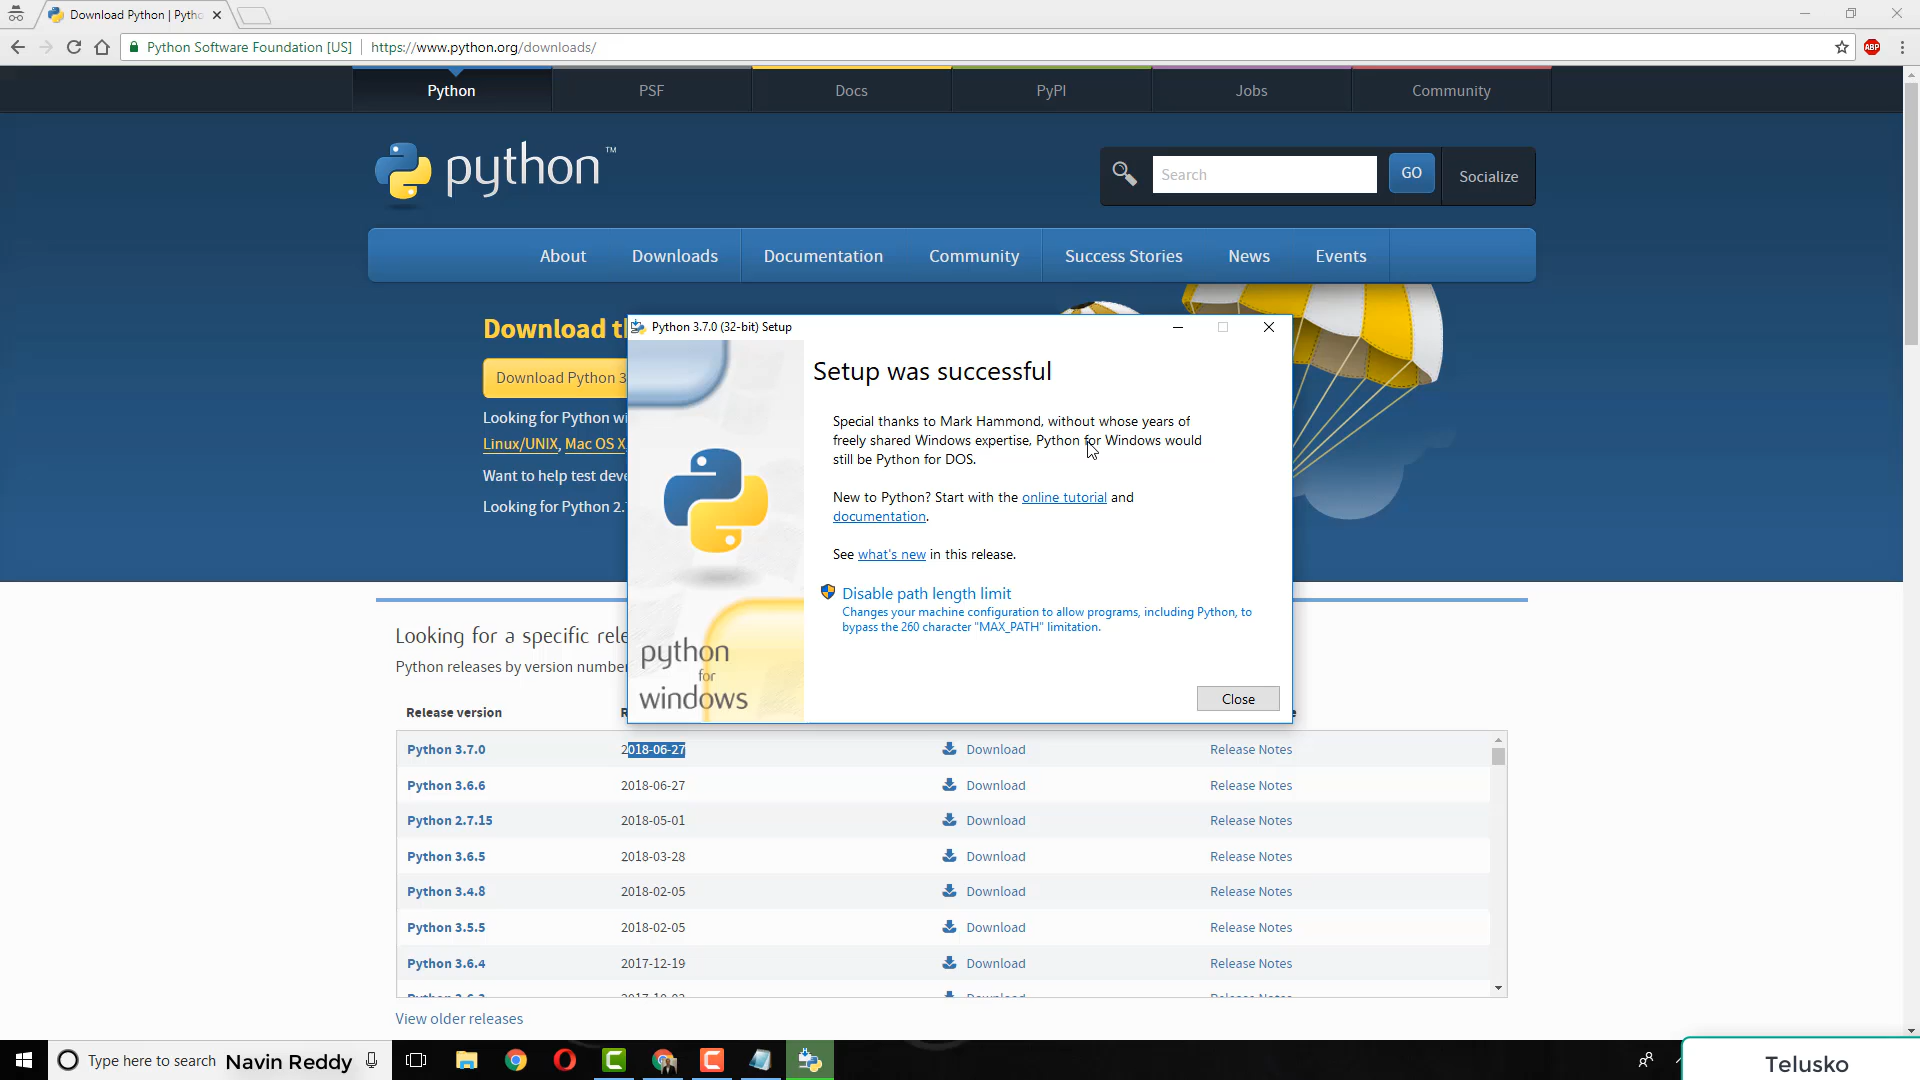 Download Python | Pytho
Python Software Foundation [US]
https://www.python.org/downloads/
ABP
Python
PSF
Docs
PyPI
Jobs
Community
python
TM
Search
GO
Socialize
About
Downloads
Documentation
Community
Success Stories
News
Events
Download t
Download Python 3
Looking for Python wi
Linux/UNIX, Mac OS X
Want to help test deve
Looking for Python 2.
Python 3.7.0 (32-bit) Setup
Setup was successful
Special thanks to Mark Hammond, without whose years of
freely shared Windows expertise, Python for Windows would
still be Python for DOS.
New to Python? Start with the online tutorial and
documentation.
See what's new in this release.
Disable path length limit
Changes your machine configuration to allow programs, including Python, to
bypass the 260 character "MAX_PATH" limitation.
python
for
windows
Close
Looking for a specific rele
Python releases by version number
Release version
Python 3.7.0 2018-06-27 Download Release Notes
Python 3.6.6 2018-06-27 Download Release Notes
Python 2.7.15 2018-05-01 Download Release Notes
Python 3.6.5 2018-03-28 Download Release Notes
Python 3.4.8 2018-02-05 Download Release Notes
Python 3.5.5 2018-02-05 Download Release Notes
Python 3.6.4 2017-12-19 Download Release Notes
View older releases
Type here to search
Navin Reddy
Telusko